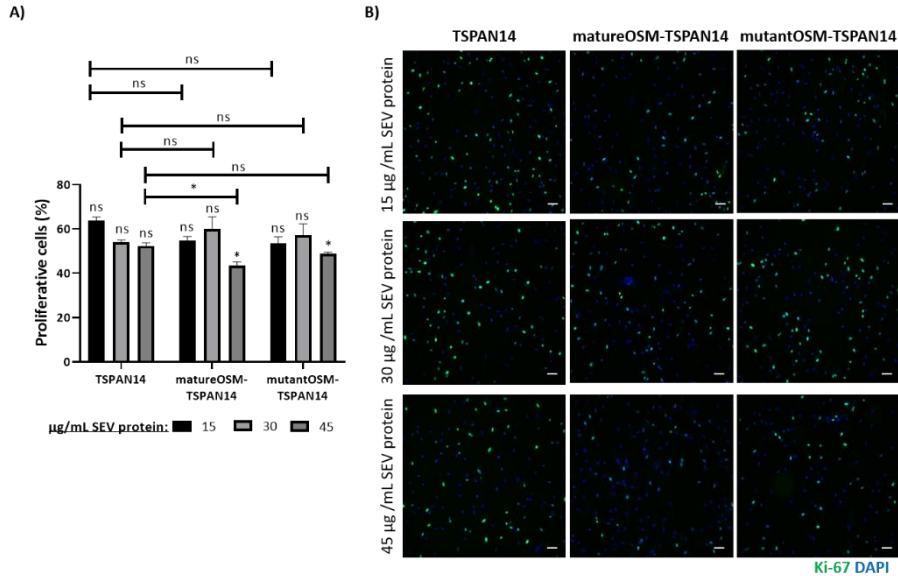 A)
ns
ns
ns
ns
ns
*
80
60
40
20
0
Proliferative cells (%)
ns
ns
ns
ns
ns
*
ns
ns
*
TSPAN14
matureOSM-
TSPAN14
mutantOSM-
TSPAN14
µg/mL SEV protein:
15
30
45
B)
TSPAN14
matureOSM-TSPAN14
mutantOSM-TSPAN14
15 µg /mL SEV protein
30 µg /mL SEV protein
45 µg /mL SEV protein
Ki-67 DAPI